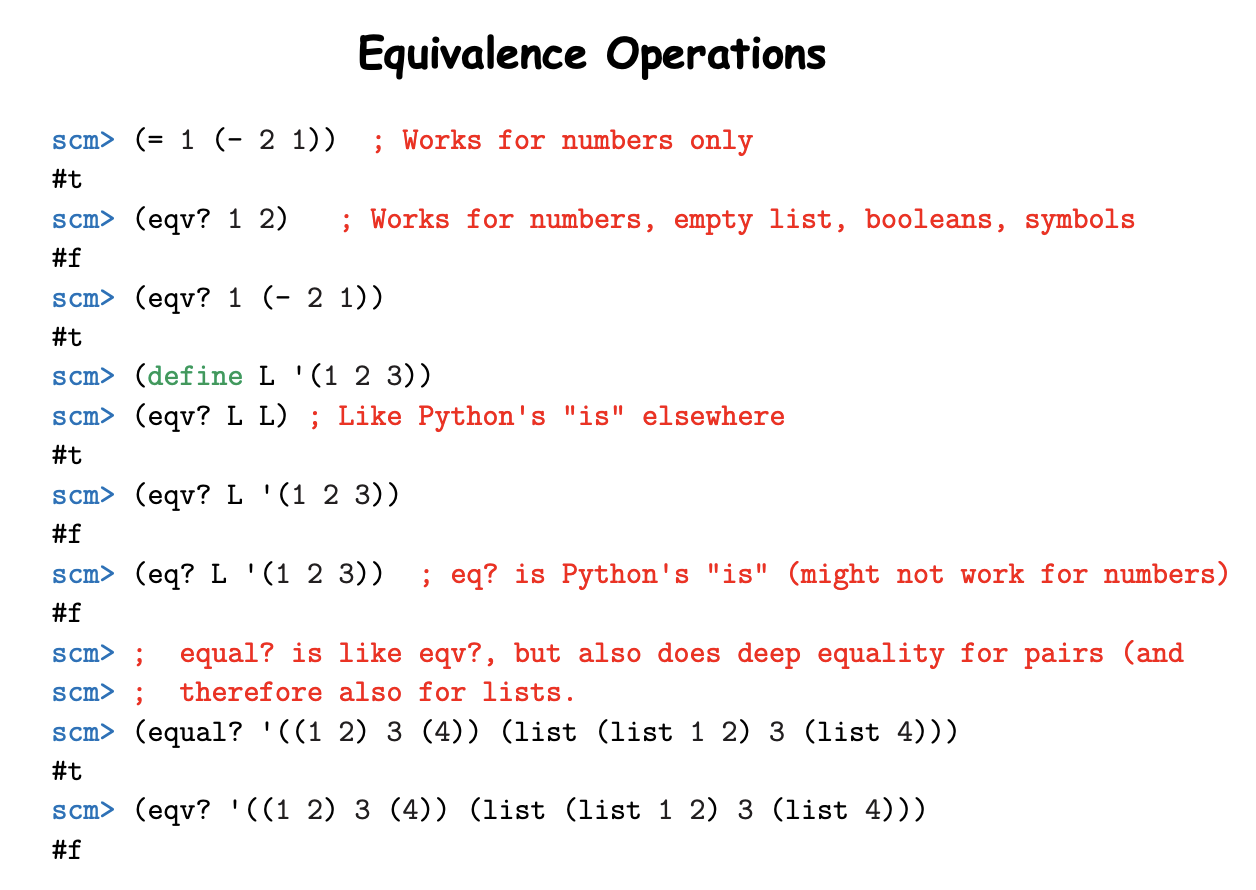 Equivalence Operations
scm> (= 1 (- 2 1))  ; Works for numbers only
#t
scm> (eqv? 1 2)   ; Works for numbers, empty list, booleans, symbols
#f
scm> (eqv? 1 (- 2 1))
#t
scm> (define L '(1 2 3))
scm> (eqv? L L) ; Like Python's "is" elsewhere
#t
scm> (eqv? L '(1 2 3))
#f
scm> (eq? L '(1 2 3))  ; eq? is Python's "is" (might not work for numbers)
#f
scm> ;  equal? is like eqv?, but also does deep equality for pairs (and
scm> ;  therefore also for lists.
scm> (equal? '((1 2) 3 (4)) (list (list 1 2) 3 (list 4)))
#t
scm> (eqv? '((1 2) 3 (4)) (list (list 1 2) 3 (list 4)))
#f